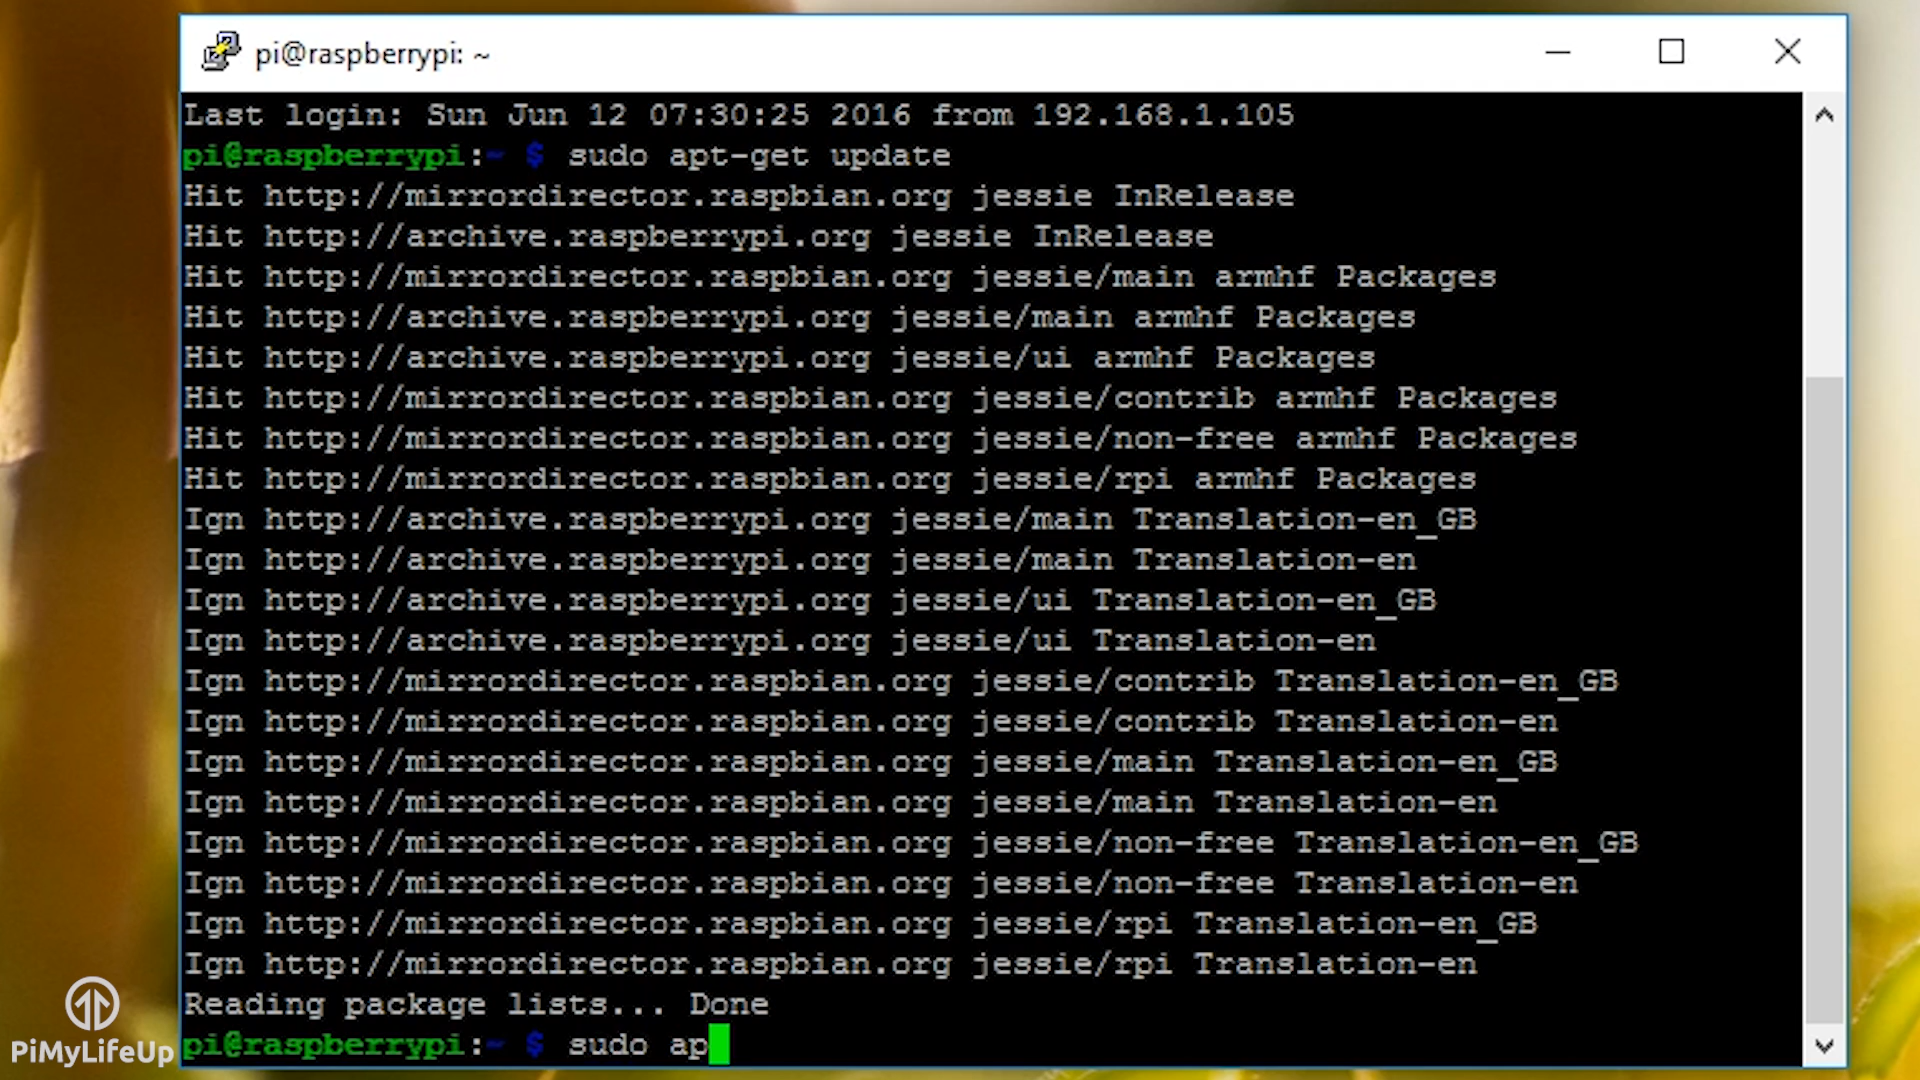 pi@raspberrypi: ~
Last login: Sun Jun 12 07:30:25 2016 from 192.168.1.105
pi@raspberrypi:~ $ sudo apt-get update
Hit http://mirrordirector.raspbian.org jessie InRelease
Hit http://archive.raspberrypi.org jessie InRelease
Hit http://mirrordirector.raspbian.org jessie/main armhf Packages
Hit http://archive.raspberrypi.org jessie/main armhf Packages
Hit http://archive.raspberrypi.org jessie/ui armhf Packages
Hit http://mirrordirector.raspbian.org jessie/contrib armhf Packages
Hit http://mirrordirector.raspbian.org jessie/non-free armhf Packages
Hit http://mirrordirector.raspbian.org jessie/rpi armhf Packages
Ign http://archive.raspberrypi.org jessie/main Translation-en_GB
Ign http://archive.raspberrypi.org jessie/main Translation-en
Ign http://archive.raspberrypi.org jessie/ui Translation-en_GB
Ign http://archive.raspberrypi.org jessie/ui Translation-en
Ign http://mirrordirector.raspbian.org jessie/contrib Translation-en_GB
Ign http://mirrordirector.raspbian.org jessie/contrib Translation-en
Ign http://mirrordirector.raspbian.org jessie/main Translation-en_GB
Ign http://mirrordirector.raspbian.org jessie/main Translation-en
Ign http://mirrordirector.raspbian.org jessie/non-free Translation-en_GB
Ign http://mirrordirector.raspbian.org jessie/non-free Translation-en
Ign http://mirrordirector.raspbian.org jessie/rpi Translation-en_GB
Ign http://mirrordirector.raspbian.org jessie/rpi Translation-en
Reading package lists... Done
pi@raspberrypi:~ $ sudo ap
PiMyLifeUp